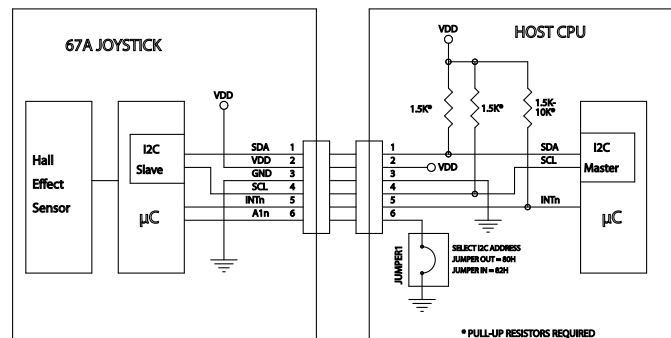 67A JOYSTICK
Hall
Effect
Sensor
I2C
Slave
µC
VDD
SDA 1
VDD 2
GND 3
SCL 4
INTn 5
A1n 6
HOST CPU
VDD
1.5K*
1.5K*
1.5K-
10K*
1
2
3
4
5
6
VDD
SDA
SCL
INTn
I2C
Master
µC
JUMPER1
SELECT I2C ADDRESS
JUMPER OUT = 80H
JUMPER IN = 82H
* PULL-UP RESISTORS REQUIRED